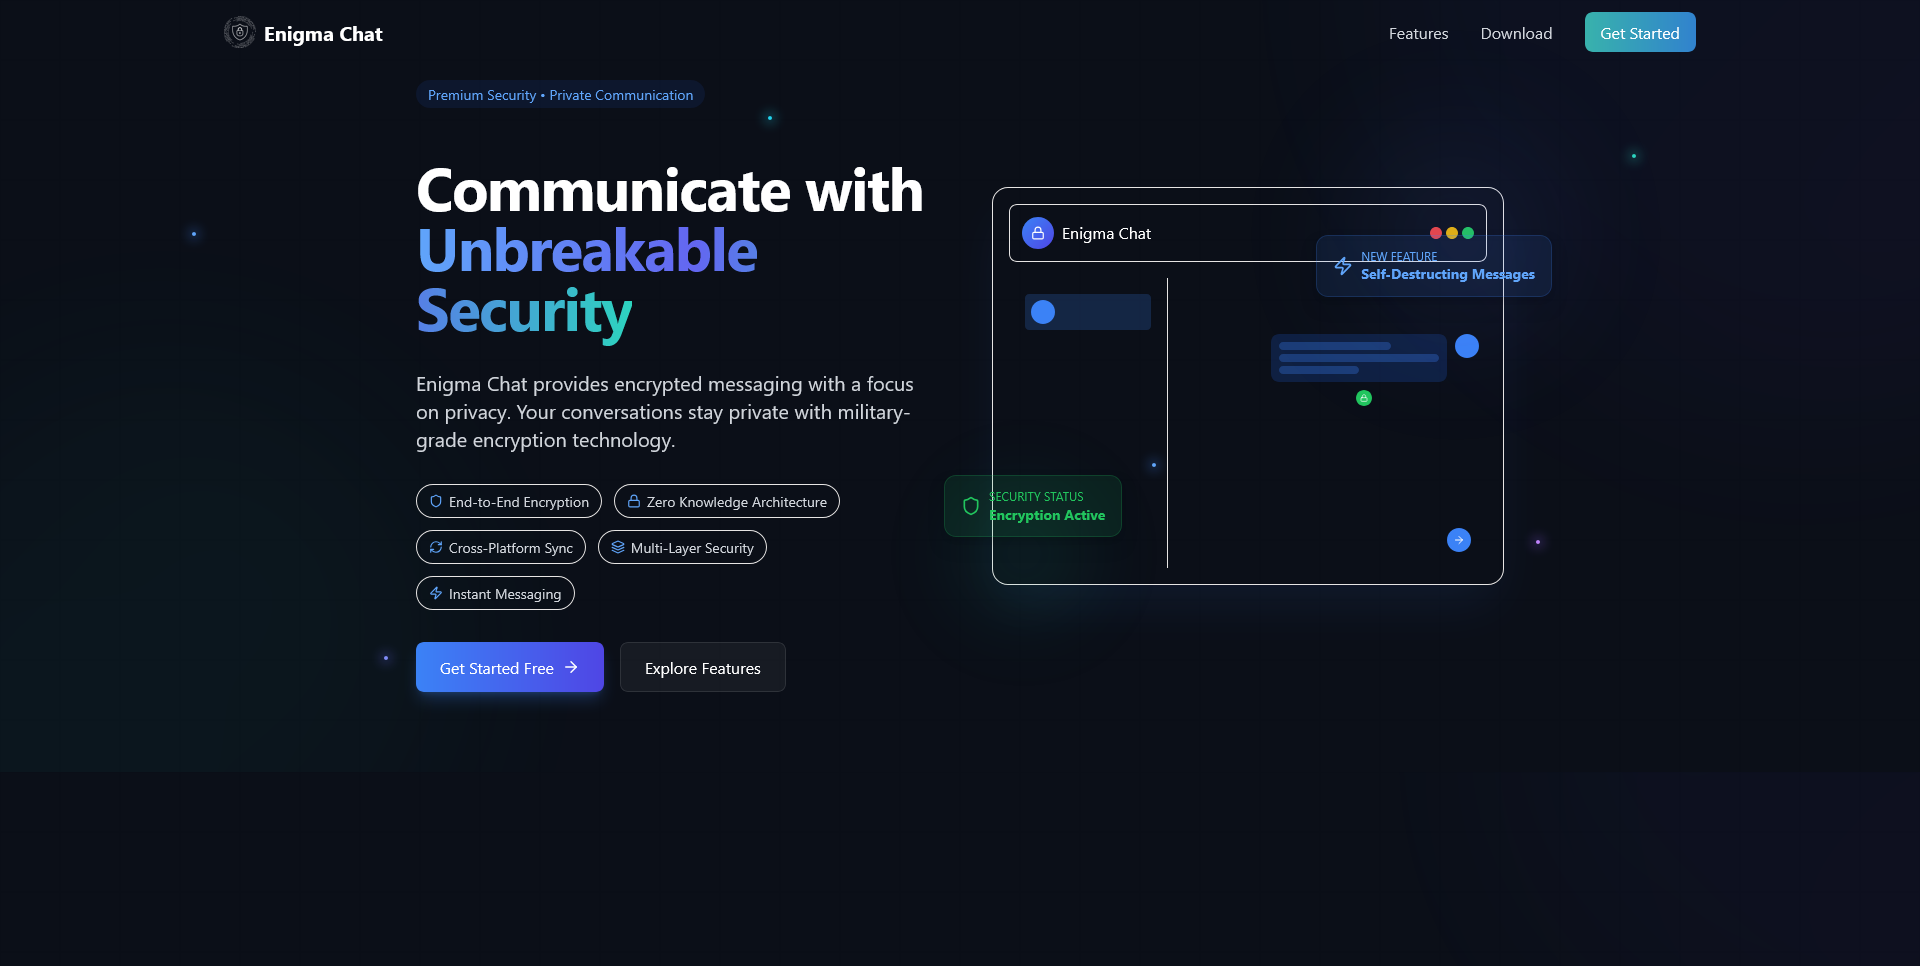 Enigma Chat
Features
Download
Get Started
Premium Security • Private Communication
Communicate with
Unbreakable
Security
Enigma Chat provides encrypted messaging with a focus
on privacy. Your conversations stay private with military-
grade encryption technology.
End-to-End Encryption
Zero Knowledge Architecture
Cross-Platform Sync
Multi-Layer Security
Instant Messaging
Get Started Free
Explore Features
Enigma Chat
NEW FEATURE
Self-Destructing Messages
SECURITY STATUS
Encryption Active